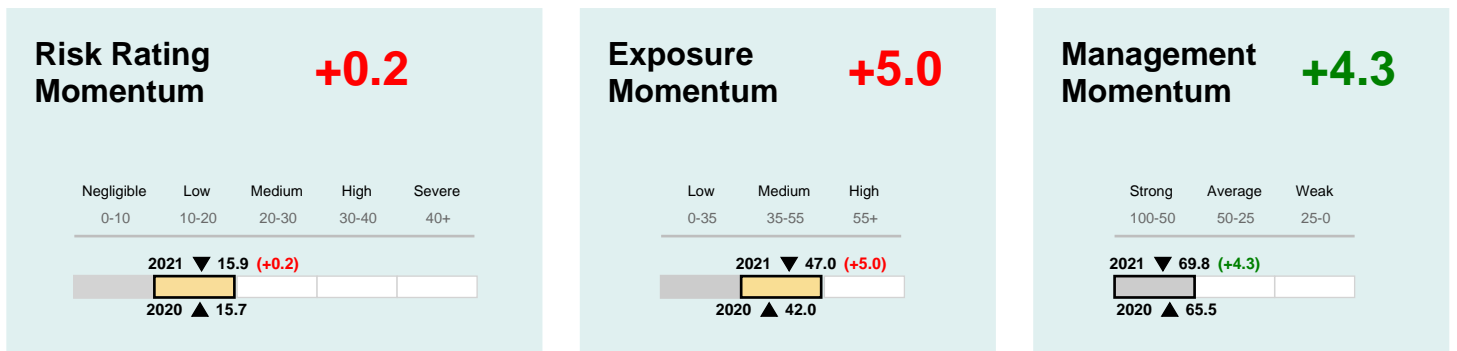 Risk Rating
Momentum
+0.2
Negligible Low Medium High Severe
0-10 10-20 20-30 30-40 40+
2021 ▼ 15.9 (+0.2)
2020 ▲ 15.7
Exposure
Momentum
+5.0
Low Medium High
0-35 35-55 55+
2021 ▼ 47.0 (+5.0)
2020 ▲ 42.0
Management
Momentum
+4.3
Strong Average Weak
100-50 50-25 25-0
2021 ▼ 69.8 (+4.3)
2020 ▲ 65.5